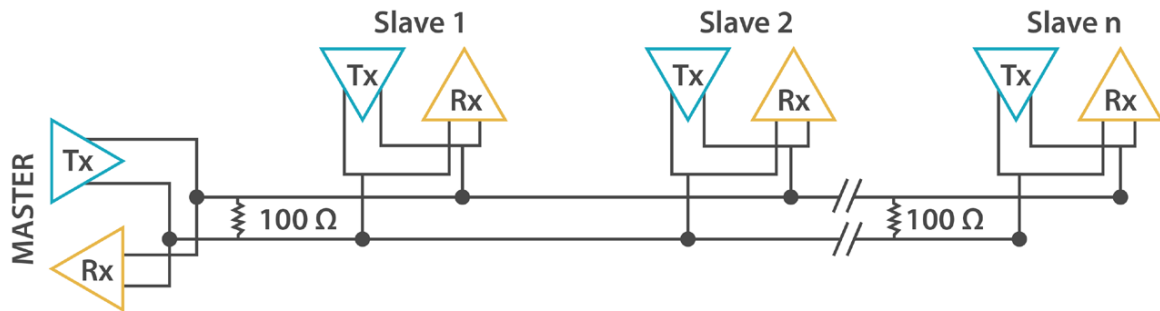 Slave 1
Slave 2
Slave n
Tx
Rx
Tx
Rx
Tx
Rx
MASTER
Tx
Rx
100 Ω
100 Ω